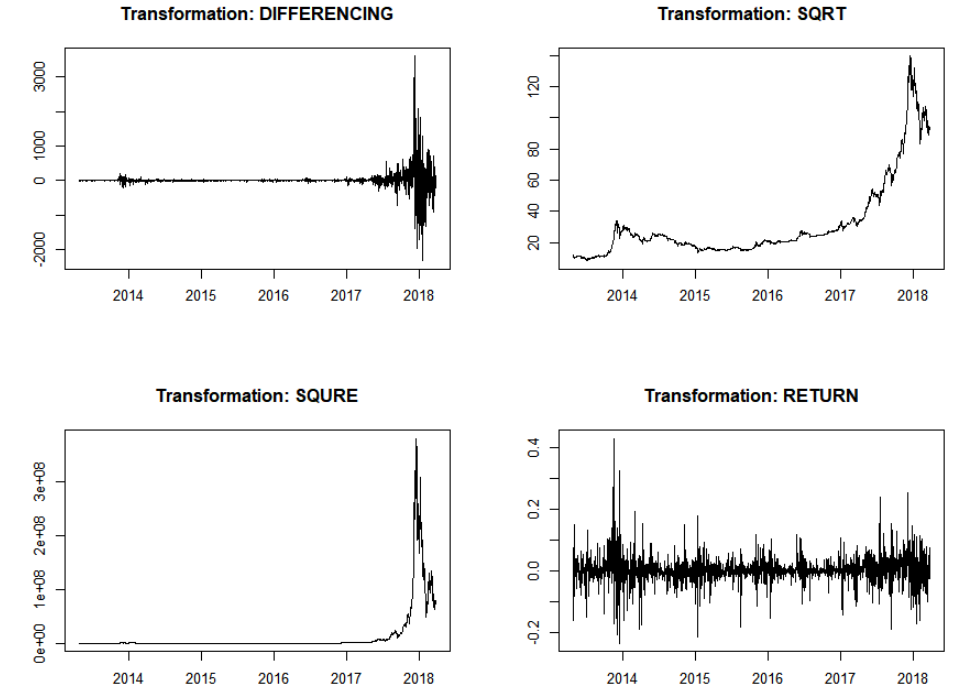 Transformation: DIFFERENCING
3000
1000
0
-2000
2014 2015 2016 2017 2018
Transformation: SQRT
120
80
60
40
20
2014 2015 2016 2017 2018
Transformation: SQURE
3e+08
2e+08
1e+08
0e+00
2014 2015 2016 2017 2018
Transformation: RETURN
0.4
0.2
0.0
-0.2
2014 2015 2016 2017 2018